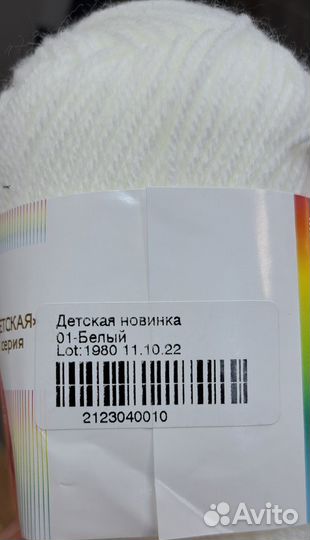 ЕТСКАЯ»
серия
Детская новинка
01-Белый
Lot:1980 11.10.22
2123040010
Avito